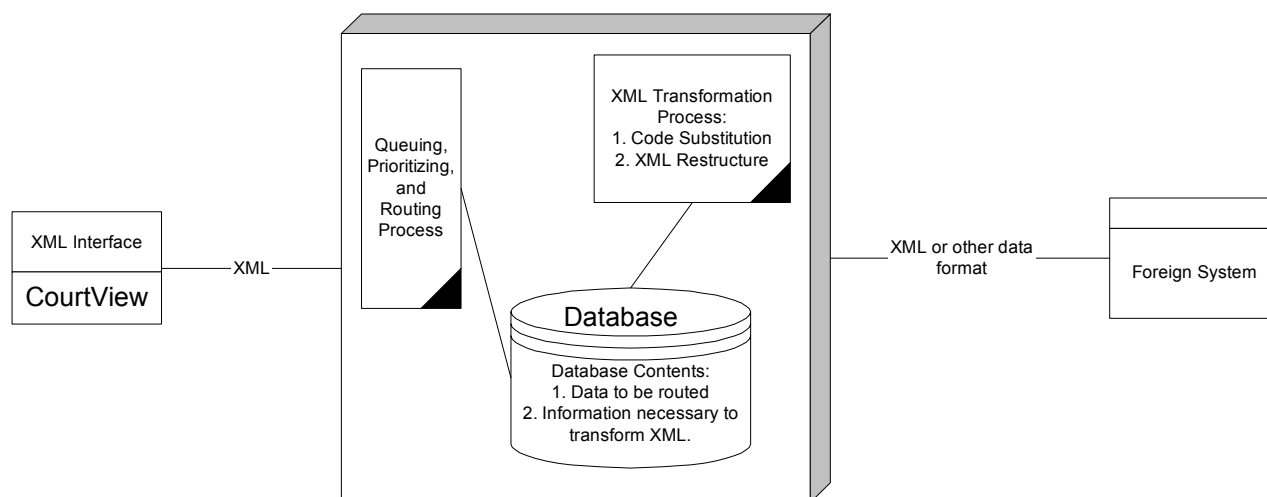 XML Interface
CourtView
XML
Queuing,
Prioritizing,
and
Routing
Process
XML Transformation
Process:
1. Code Substitution
2. XML Restructure
Database
Database Contents:
1. Data to be routed
2. Information necessary to
transform XML.
XML or other data
format
Foreign System